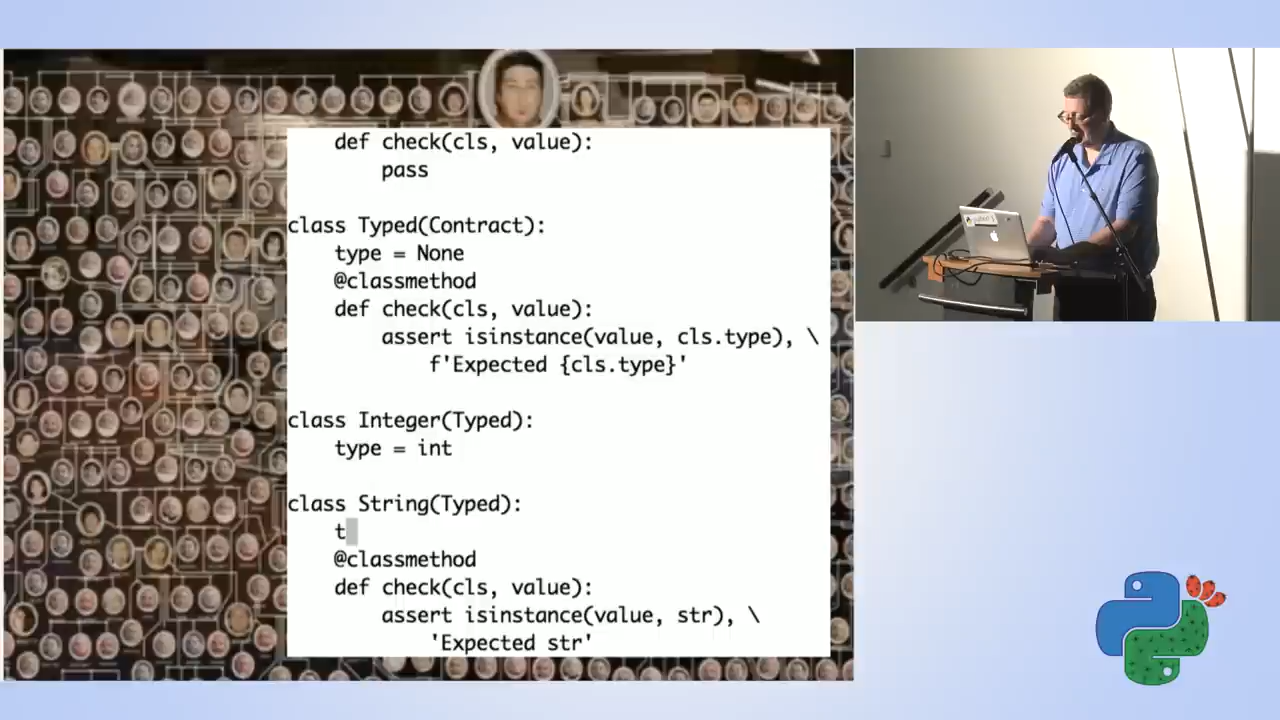 def check(cls, value):
        pass

class Typed(Contract):
    type = None
    @classmethod
    def check(cls, value):
        assert isinstance(value, cls.type), \
            f'Expected {cls.type}'

class Integer(Typed):
    type = int

class String(Typed):
    t
    @classmethod
    def check(cls, value):
        assert isinstance(value, str), \
            'Expected str'